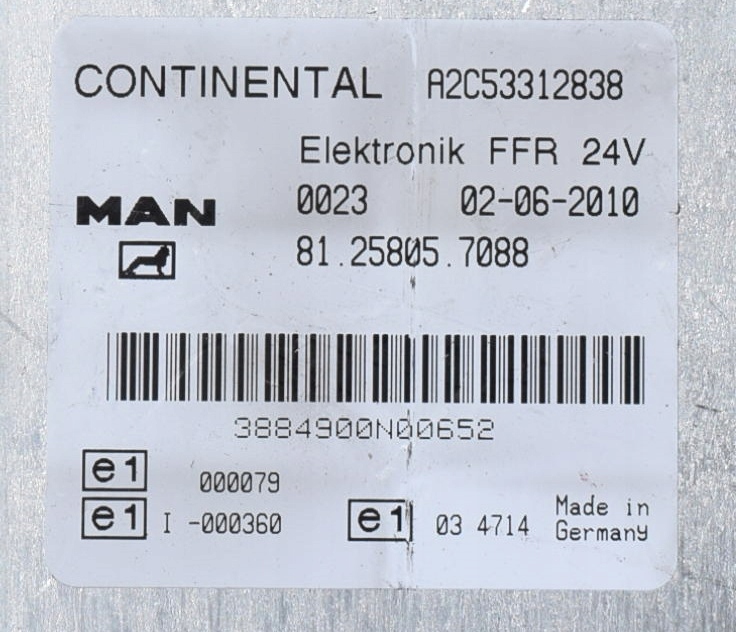 CONTINENTAL A2C53312838
Elektronik FFR 24V
MAN 0023 02-06-2010
81.25805.7088
3884900N00652
e1 000079
e1 I -000360 e1 03 4714 Made in Germany